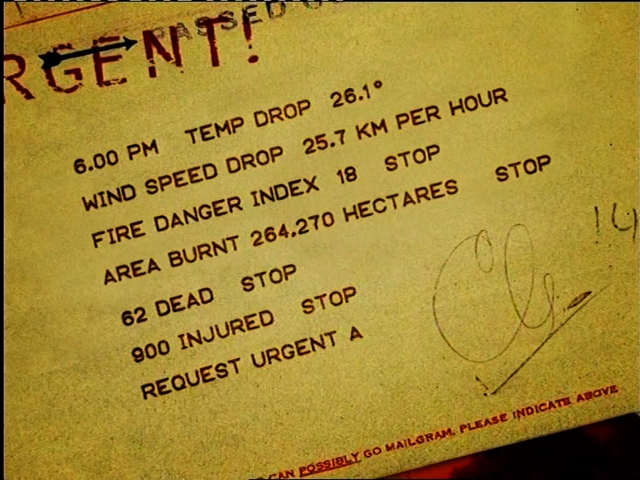 PASSED
RGENT!
6.00 PM TEMP DROP 26.1°
WIND SPEED DROP 25.7 KM PER HOUR
FIRE DANGER INDEX 18 STOP
AREA BURNT 264,270 HECTARES STOP
62 DEAD STOP
900 INJURED STOP
REQUEST URGENT A
CAN POSSIBLY GO MAILGRAM, PLEASE INDICATE ABOVE